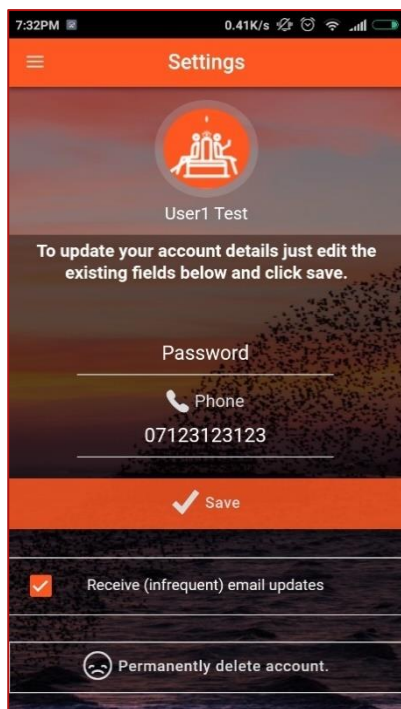 7:32PM
0.41K/s
Settings
User1 Test
To update your account details just edit the
existing fields below and click save.
Password
Phone
07123123123
Save
Receive (infrequent) email updates
Permanently delete account.